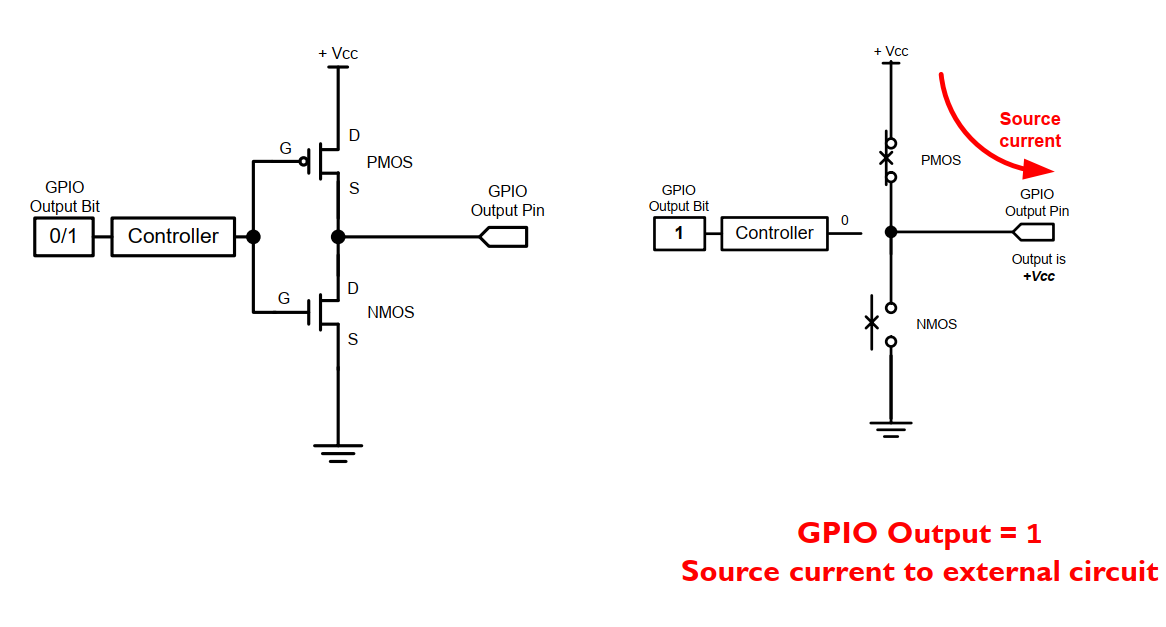 + Vcc
D
G
PMOS
S
GPIO
Output Bit
0/1
Controller
GPIO
Output Pin
D
G
NMOS
S
+ Vcc
Source
current
PMOS
GPIO
Output Bit
1
Controller
0
GPIO
Output Pin
Output is
+Vcc
NMOS
GPIO Output = 1
Source current to external circuit